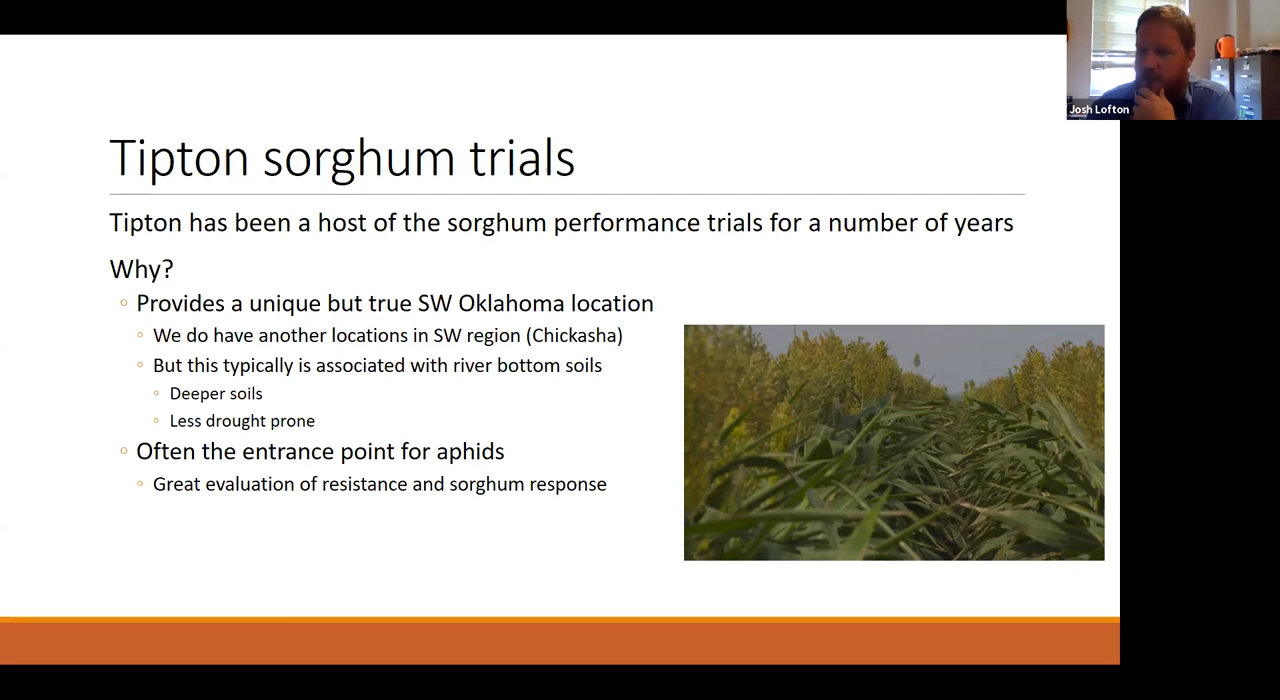 Josh Lofton
Tipton sorghum trials
Tipton has been a host of the sorghum performance trials for a number of years
Why?
Provides a unique but true SW Oklahoma location
We do have another locations in SW region (Chickasha)
But this typically is associated with river bottom soils
Deeper soils
Less drought prone
Often the entrance point for aphids
Great evaluation of resistance and sorghum response